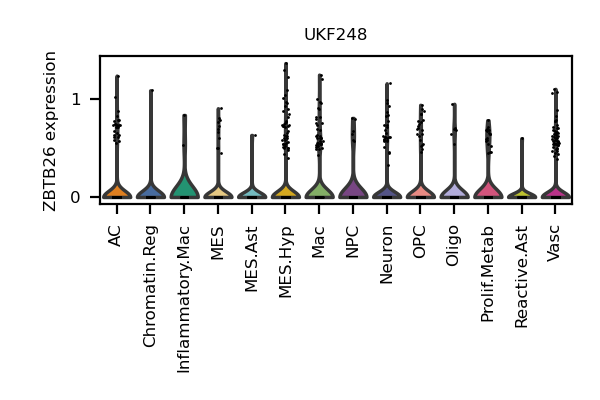 UKF248
ZBTB26 expression
1
0
AC
Chromatin.Reg
Inflammatory.Mac
MES
MES.Ast
MES.Hyp
Mac
NPC
Neuron
OPC
Oligo
Prolif.Metab
Reactive.Ast
Vasc